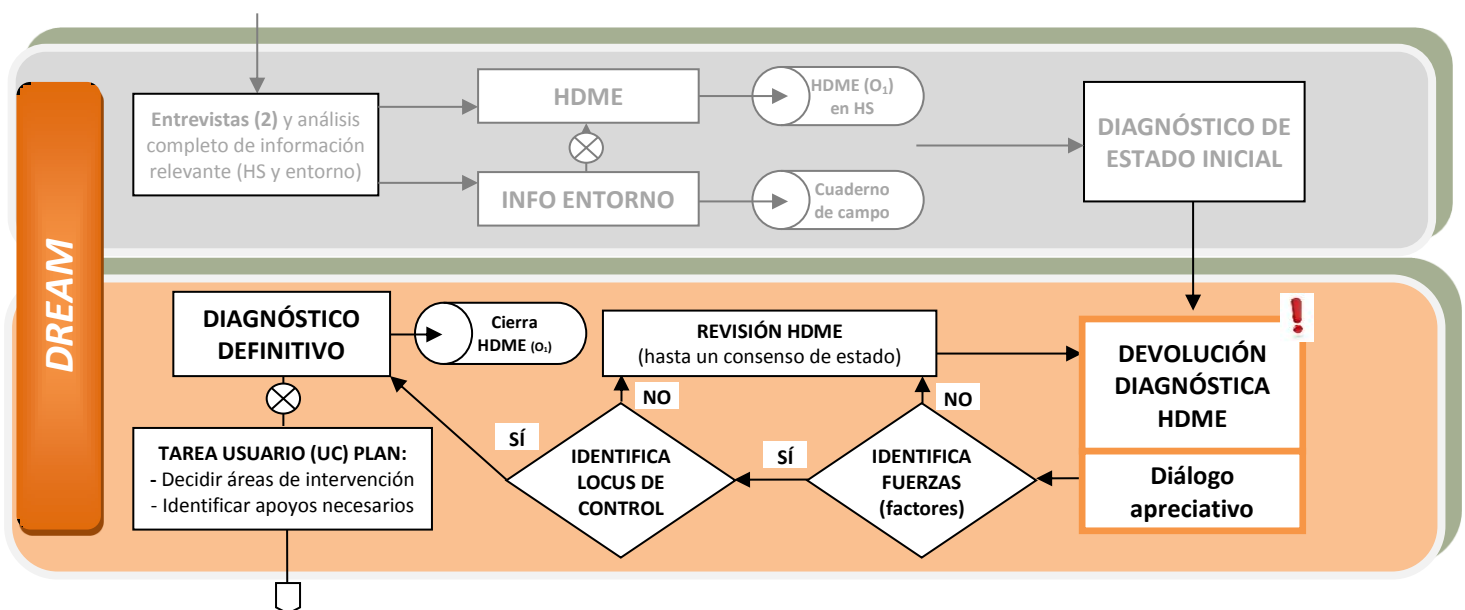 DREAM
Entrevistas (2) y análisis
completo de información
relevante (HS y entorno)
HDME
HDME (O₁)
en HS
INFO ENTORNO
Cuaderno
de campo
DIAGNÓSTICO DE
ESTADO INICIAL
DIAGNÓSTICO
DEFINITIVO
Cierra
HDME (O₁)
REVISIÓN HDME
(hasta un consenso de estado)
!
DEVOLUCIÓN
DIAGNÓSTICA
HDME
Diálogo
apreciativo
NO
NO
SÍ
SÍ
IDENTIFICA
LOCUS DE
CONTROL
IDENTIFICA
FUERZAS
(factores)
TAREA USUARIO (UC) PLAN:
- Decidir áreas de intervención
- Identificar apoyos necesarios